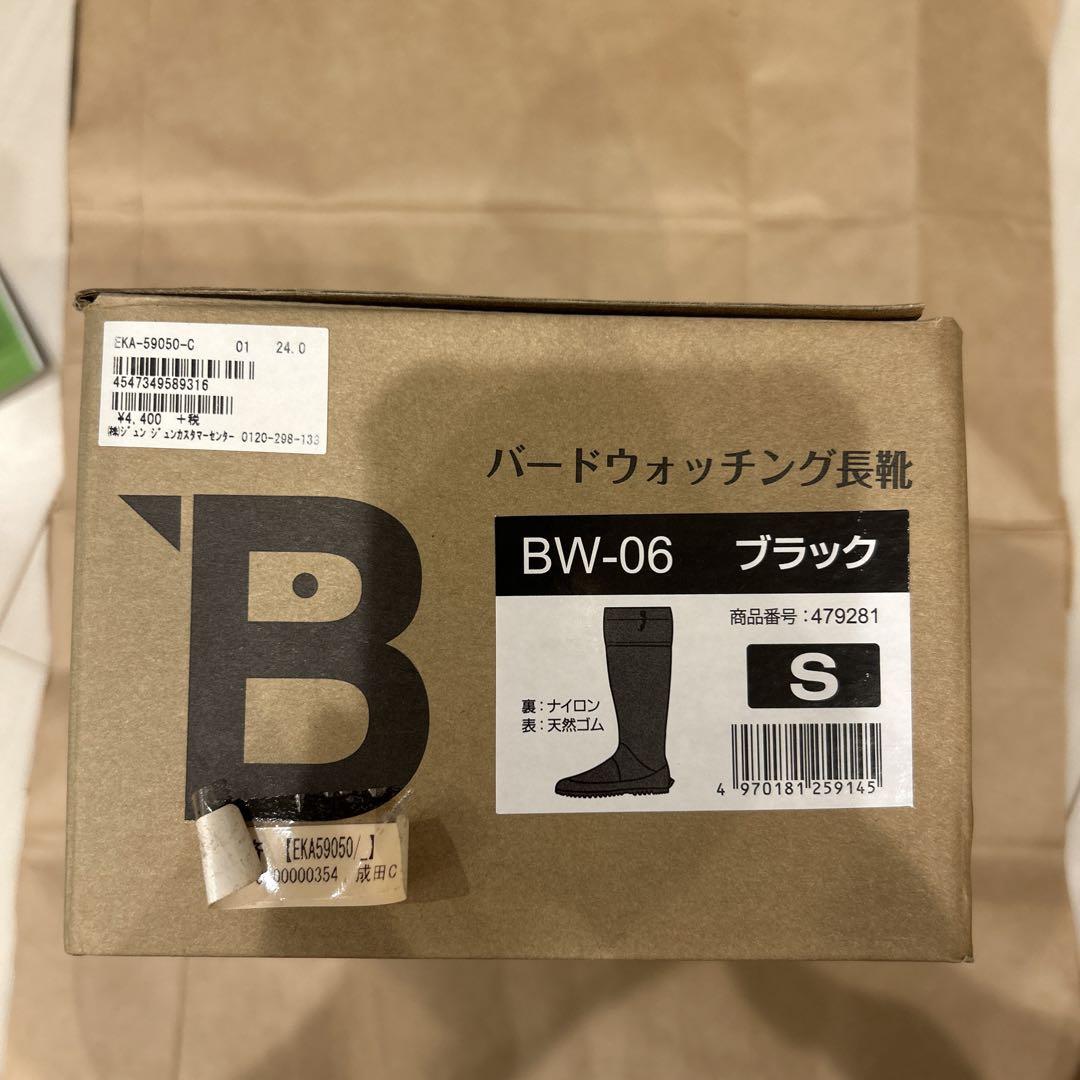 EKA-59050-C 01 24.0
4547349589316
¥4,400 +税
㈱ジュン ジュンカスタマーセンター 0120-298-133
バードウォッチング長靴
B
BW-06 ブラック
商品番号:479281
S
裏:ナイロン
表:天然ゴム
4 970181 259145
【EKA59050/_】
00000354 成田C